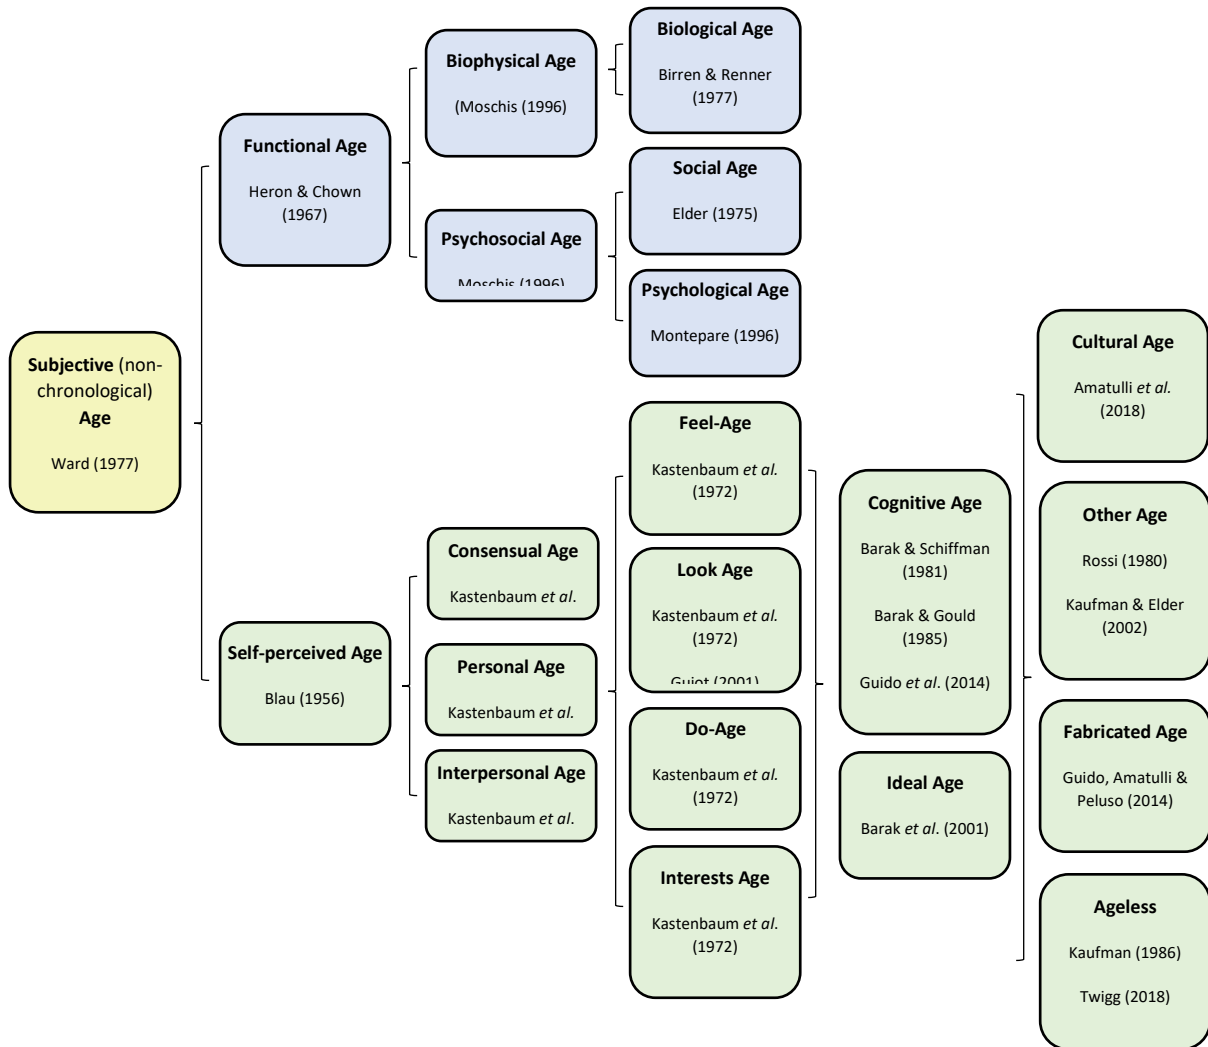 Subjective (non-
chronological)
Age
Ward (1977)
Functional Age
Heron & Chown
(1967)
Biophysical Age
(Moschis (1996)
Biological Age
Birren & Renner
(1977)
Psychosocial Age
Moschis (1996)
Social Age
Elder (1975)
Psychological Age
Montepare (1996)
Self-perceived Age
Blau (1956)
Consensual Age
Kastenbaum et al.
Personal Age
Kastenbaum et al.
Interpersonal Age
Kastenbaum et al.
Feel-Age
Kastenbaum et al.
(1972)
Look Age
Kastenbaum et al.
(1972)
Guiot (2001)
Do-Age
Kastenbaum et al.
(1972)
Interests Age
Kastenbaum et al.
(1972)
Cognitive Age
Barak & Schiffman
(1981)
Barak & Gould
(1985)
Guido et al. (2014)
Ideal Age
Barak et al. (2001)
Cultural Age
Amatulli et al.
(2018)
Other Age
Rossi (1980)
Kaufman & Elder
(2002)
Fabricated Age
Guido, Amatulli &
Peluso (2014)
Ageless
Kaufman (1986)
Twigg (2018)